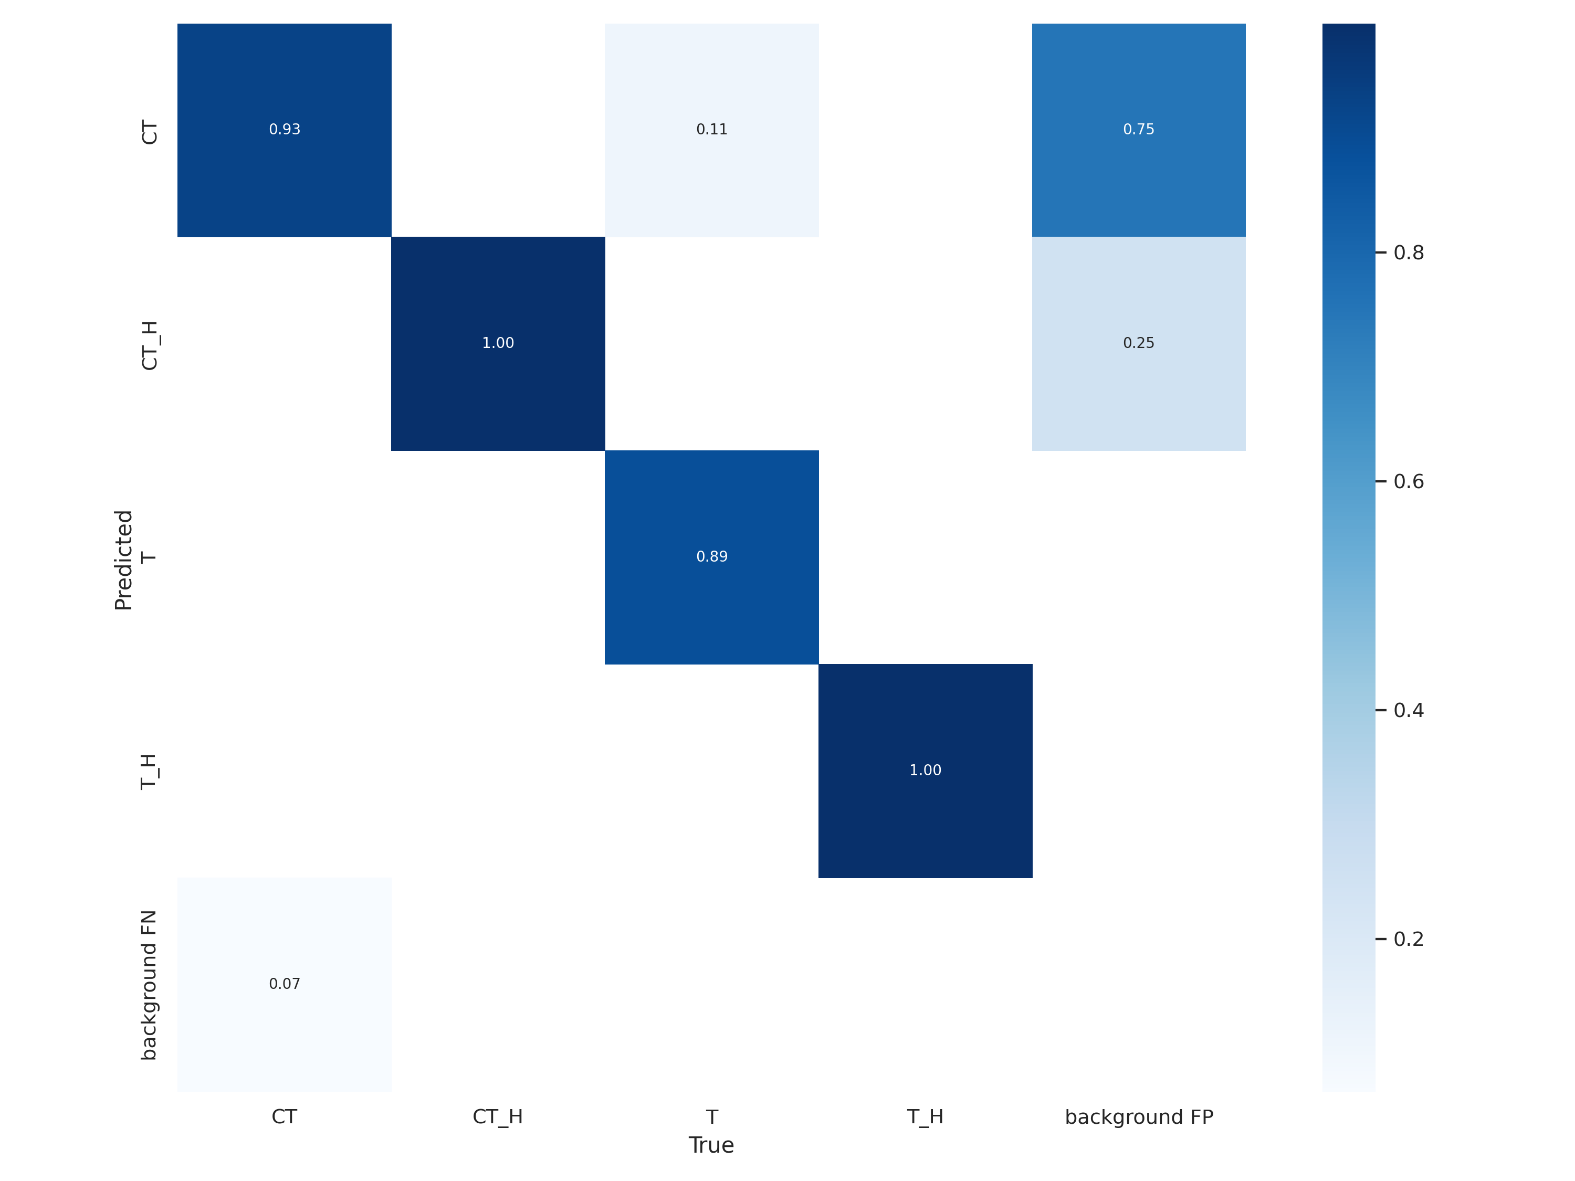 CT
0.93
0.11
0.75
CT_H
1.00
0.25
Predicted
T
0.89
T_H
1.00
background FN
0.07
CT
CT_H
T
T_H
background FP
True
0.8
0.6
0.4
0.2